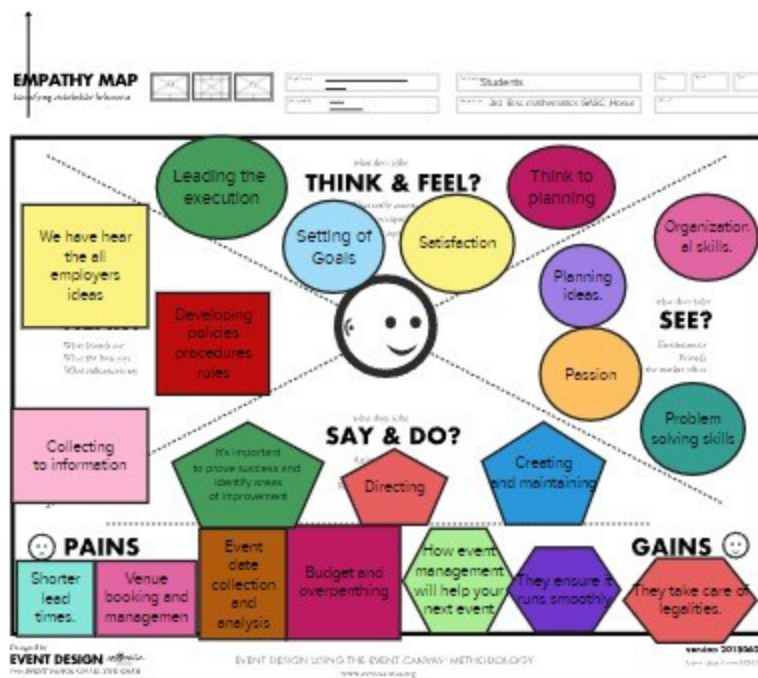 EMPATHY MAP
Students
3rd Bsc mathematics GASC
Leading the
execution
THINK & FEEL?
Think to
planning
Setting of
Goals
Satisfaction
Organization
al skills.
We have hear
the all
employers
ideas
Planning
ideas.
Developing
policies
procedures
rules
SEE?
Passion
Problem
solving skills
SAY & DO?
Collecting
to information
It's important
to prove success and
identify areas
of improvement
Directing
Creating
and maintaining
PAINS
GAINS
Shorter
lead
times.
Venue
booking and
managemen
Event
date
collection
and
analysis
Budget and
overpenthing
How event
management
will help your
next event.
They ensure it
runs smoothly
They take care of
legalities.
Designed by
EVENT DESIGN
EVENT DESIGN USING THE EVENT CANVAS METHODOLOGY